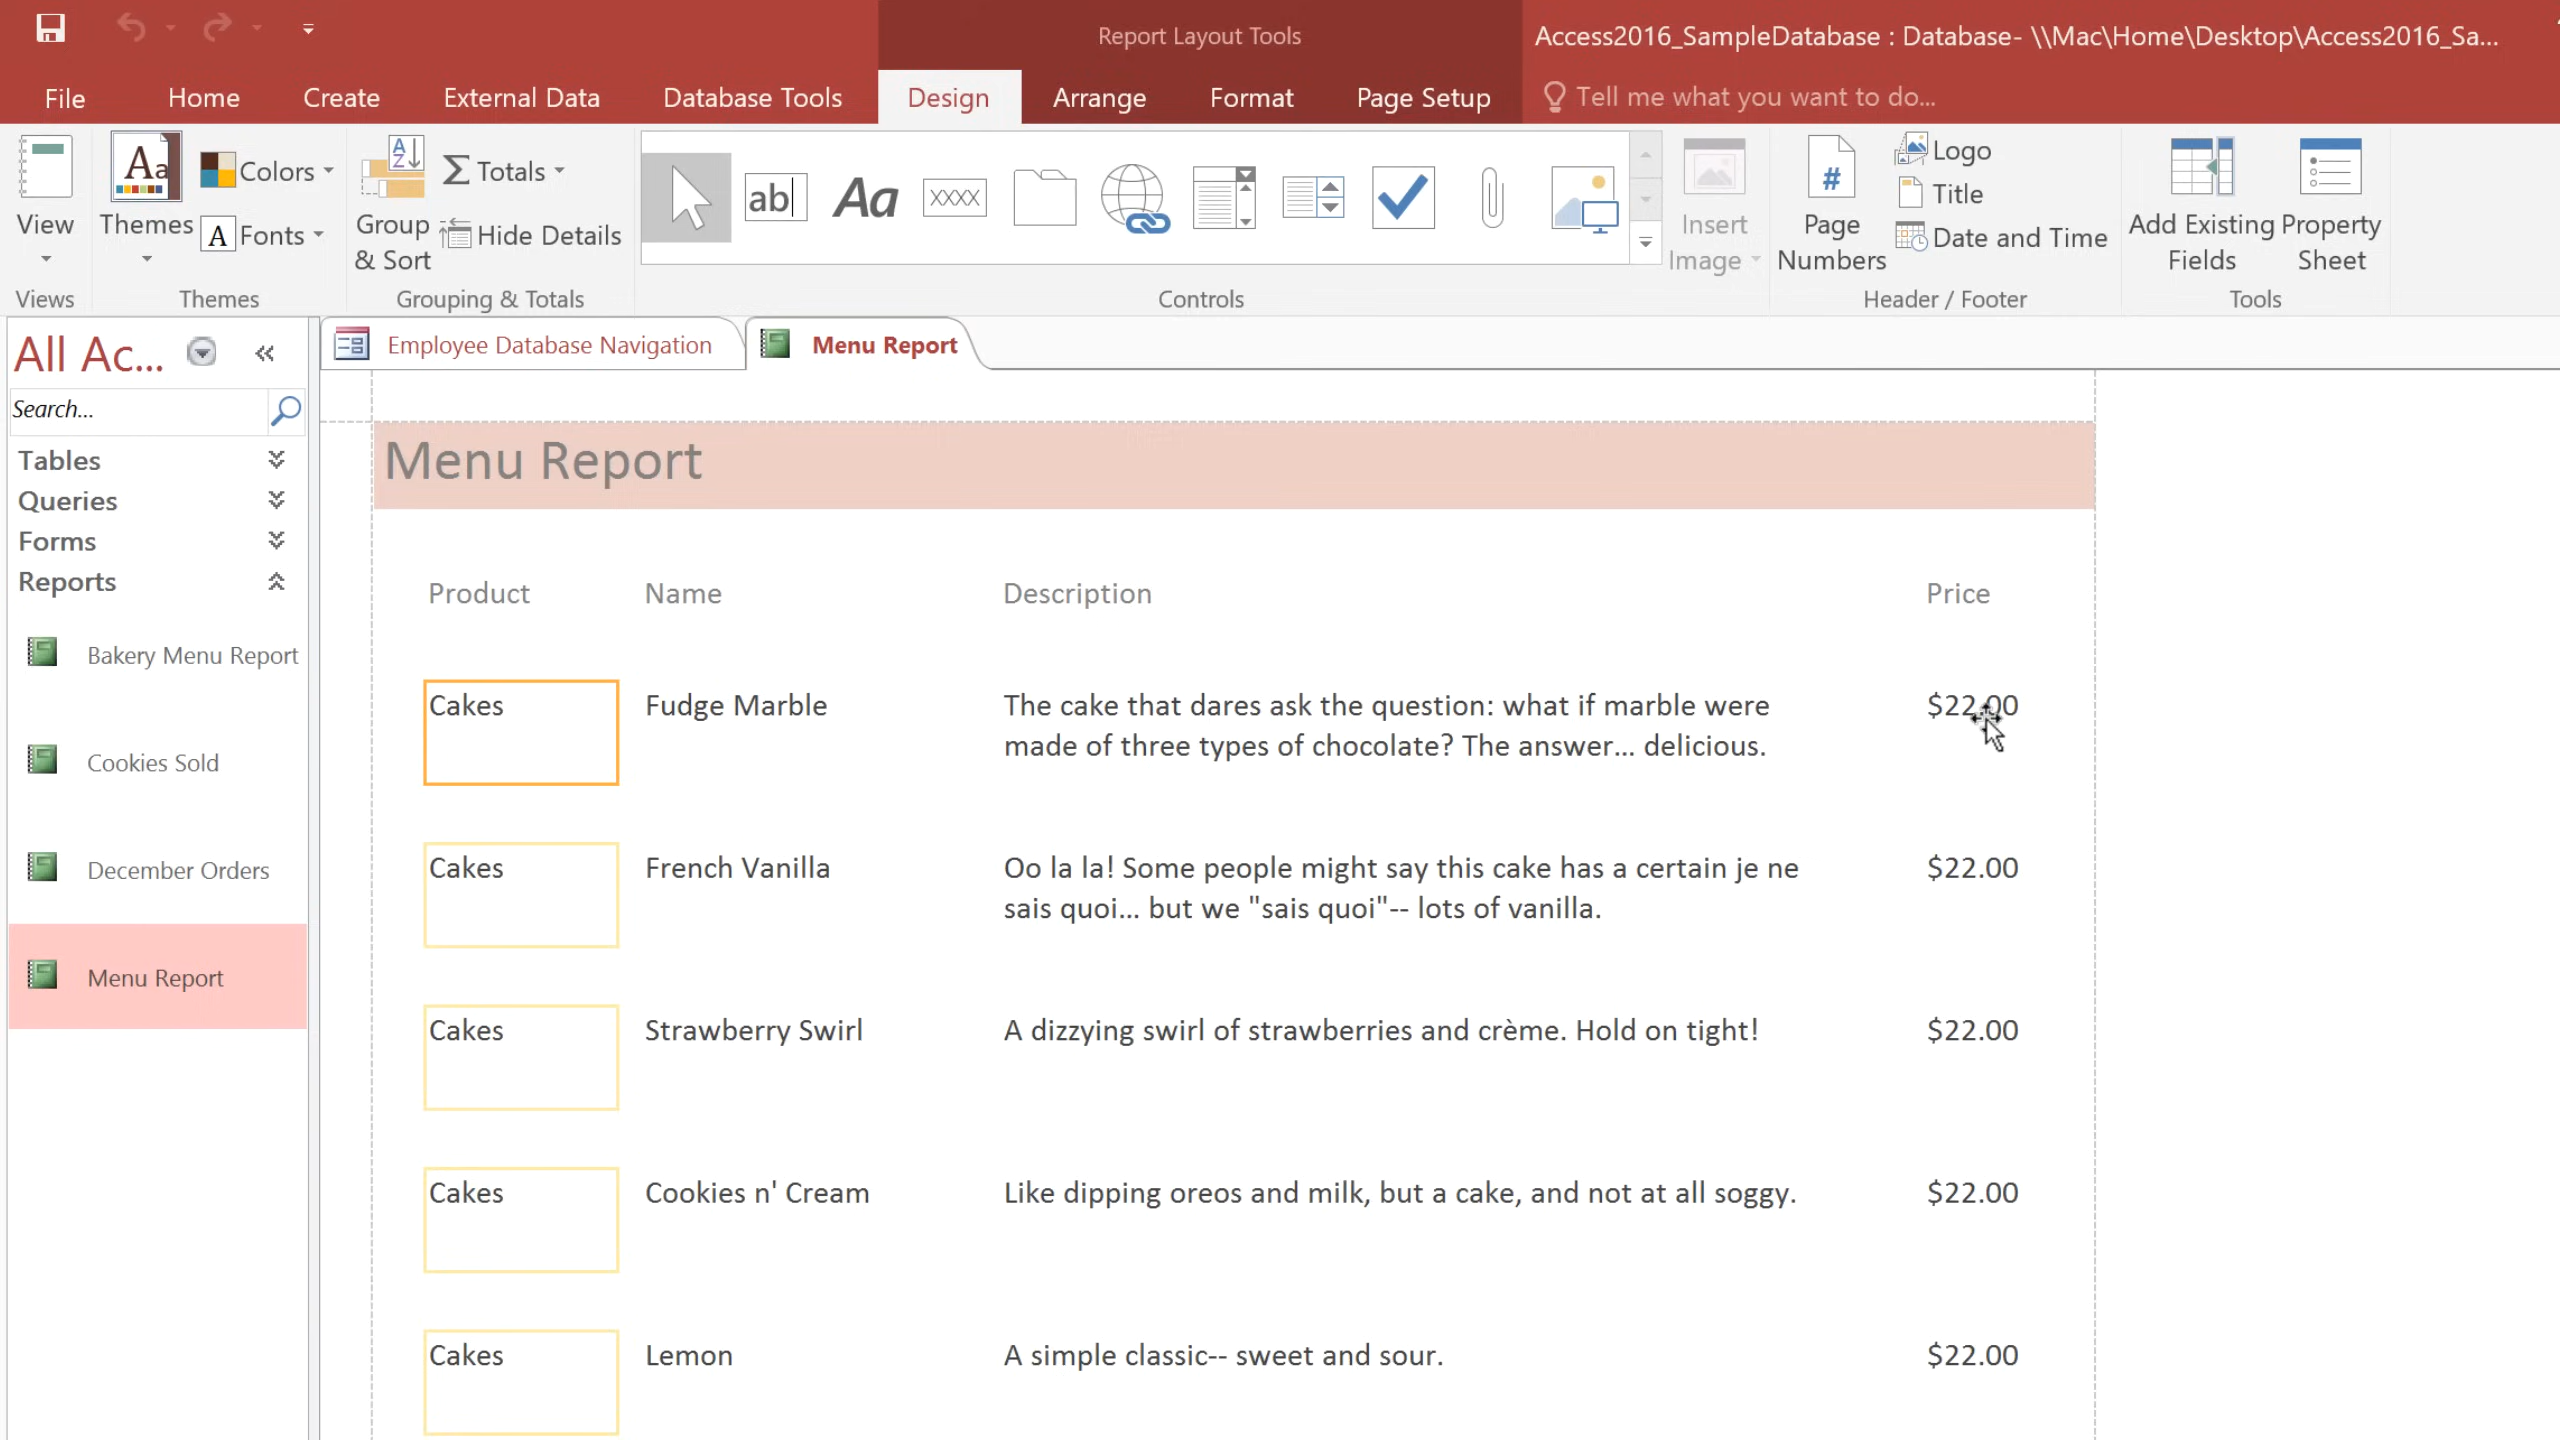 Report Layout Tools
Access2016_SampleDatabase : Database- \\Mac\Home\Desktop\Access2016_Sa...
File Home Create External Data Database Tools Design Arrange Format Page Setup Tell me what you want to do...
View
Views
Aa
Themes
Colors
A Fonts
Themes
A Z
Group & Sort
Totals
Hide Details
Grouping & Totals
ab Aa XXXX
Controls
Insert Image
#
Page Numbers
Logo
Title
Date and Time
Header / Footer
Add Existing Fields
Property Sheet
Tools
All Ac...
Search...
Tables
Queries
Forms
Reports
Bakery Menu Report
Cookies Sold
December Orders
Menu Report
Employee Database Navigation Menu Report
Menu Report
Product Name Description Price
Cakes Fudge Marble The cake that dares ask the question: what if marble were $22.00
made of three types of chocolate? The answer... delicious.
Cakes French Vanilla Oo la la! Some people might say this cake has a certain je ne $22.00
sais quoi... but we "sais quoi"-- lots of vanilla.
Cakes Strawberry Swirl A dizzying swirl of strawberries and crème. Hold on tight! $22.00
Cakes Cookies n' Cream Like dipping oreos and milk, but a cake, and not at all soggy. $22.00
Cakes Lemon A simple classic-- sweet and sour. $22.00